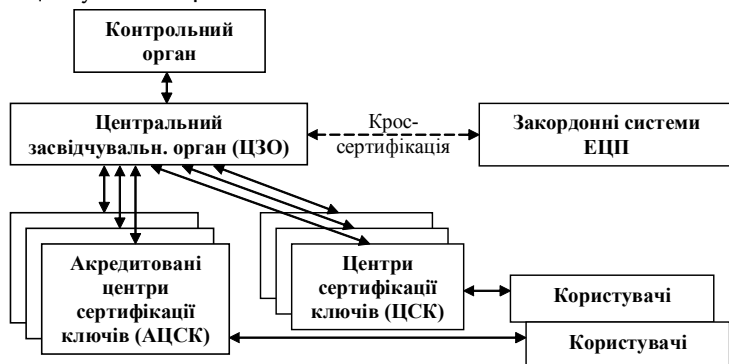 Контрольний
орган
Центральний
засвідчувальн. орган (ЦЗО)
Крос-
сертифікація
Закордонні системи
ЕЦП
Акредитовані
центри
сертифікації
ключів (АЦСК)
Центри
сертифікації
ключів (ЦСК)
Користувачі
Користувачі